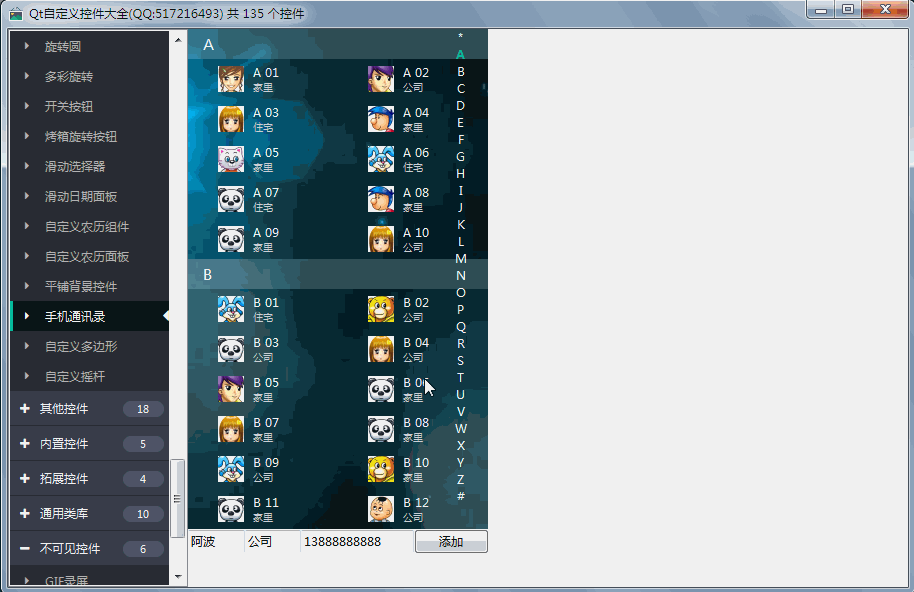 Qt自定义控件大全(QQ:517216493) 共 135 个控件
旋转圆
多彩旋转
开关按钮
烤箱旋转按钮
滑动选择器
滑动日期面板
自定义农历组件
自定义农历面板
平铺背景控件
手机通讯录
自定义多边形
自定义摇杆
其他控件 18
内置控件 5
拓展控件 4
通用类库 10
不可见控件 6
GIF录屏
A
A 01
家里
A 02
公司
A 03
住宅
A 04
家里
A 05
家里
A 06
住宅
A 07
住宅
A 08
家里
A 09
家里
A 10
公司
B
B 01
住宅
B 02
公司
B 03
公司
B 04
公司
B 05
家里
B 06
家里
B 07
家里
B 08
家里
B 09
公司
B 10
家里
B 11
家里
B 12
公司
*
A
B
C
D
E
F
G
H
I
J
K
L
M
N
O
P
Q
R
S
T
U
V
W
X
Y
Z
#
阿波 公司 13888888888 添加